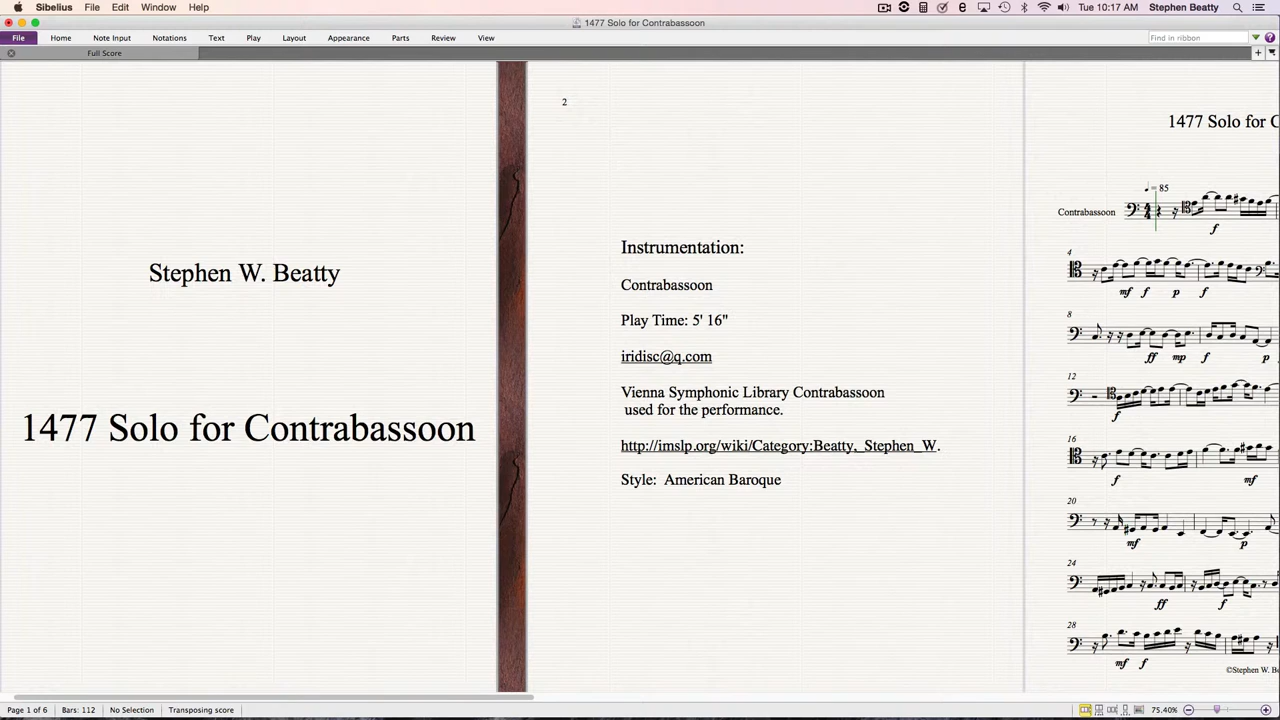 Sibelius File Edit Window Help
Tue 10:17 AM Stephen Beatty
1477 Solo for Contrabassoon
File Home Note Input Notations Text Play Layout Appearance Parts Review View
Find in ribbon
Full Score
Stephen W. Beatty
1477 Solo for Contrabassoon
2
Instrumentation:
Contrabassoon
Play Time: 5' 16"
iridisc@q.com
Vienna Symphonic Library Contrabassoon
used for the performance.
http://imslp.org/wiki/Category:Beatty,_Stephen_W.
Style: American Baroque
1477 Solo for C
= 85
Contrabassoon
f
4
mf f p f
8
ff mp f p
12
f
16
f mf
20
mf p
24
ff f
28
mf f
©Stephen W. Be
Page 1 of 6 Bars: 112 No Selection Transposing score
75.40%